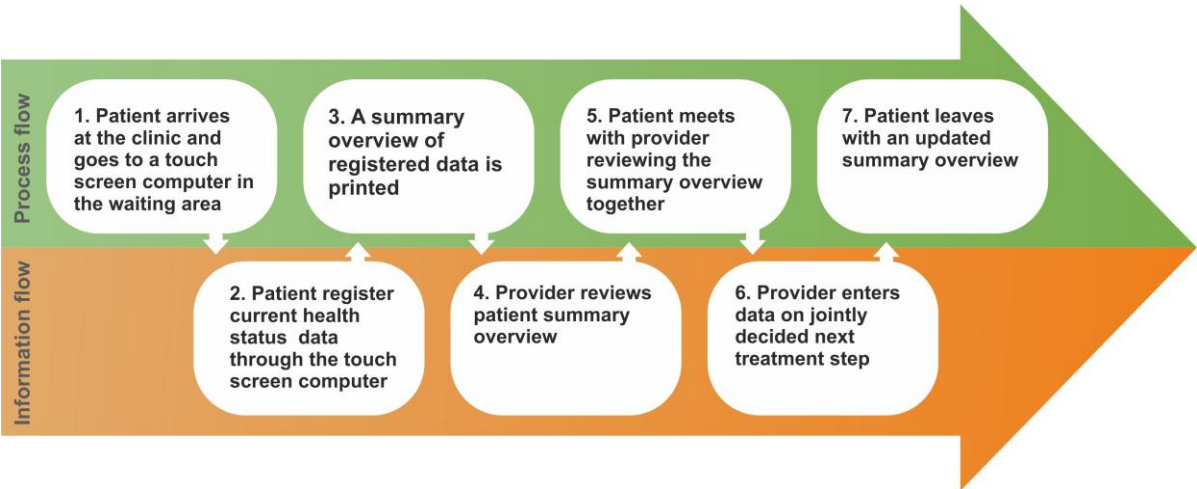 Process flow
1. Patient arrives
at the clinic and
goes to a touch
screen computer in
the waiting area
3. A summary
overview of
registered data is
printed
5. Patient meets
with provider
reviewing the
summary overview
together
7. Patient leaves
with an updated
summary overview
Information flow
2. Patient register
current health
status data
through the touch
screen computer
4. Provider reviews
patient summary
overview
6. Provider enters
data on jointly
decided next
treatment step